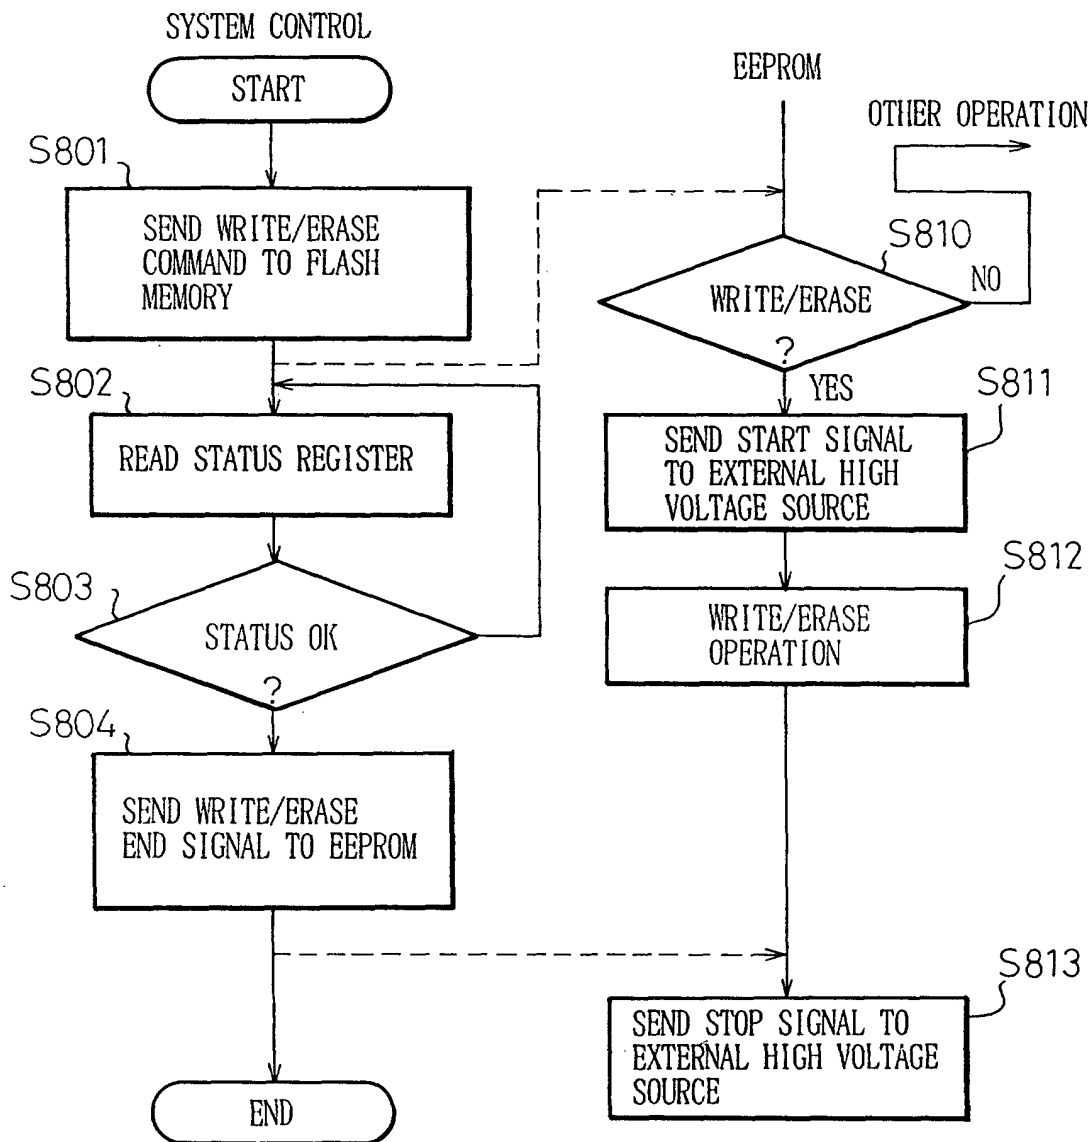 SYSTEM CONTROL
START
S801
SEND WRITE/ERASE
COMMAND TO FLASH
MEMORY
S802
READ STATUS REGISTER
S803
STATUS OK
?
S804
SEND WRITE/ERASE
END SIGNAL TO EEPROM
END
EEPROM
OTHER OPERATION
S810
WRITE/ERASE
?
NO
YES
S811
SEND START SIGNAL
TO EXTERNAL HIGH
VOLTAGE SOURCE
S812
WRITE/ERASE
OPERATION
S813
SEND STOP SIGNAL TO
EXTERNAL HIGH VOLTAGE
SOURCE